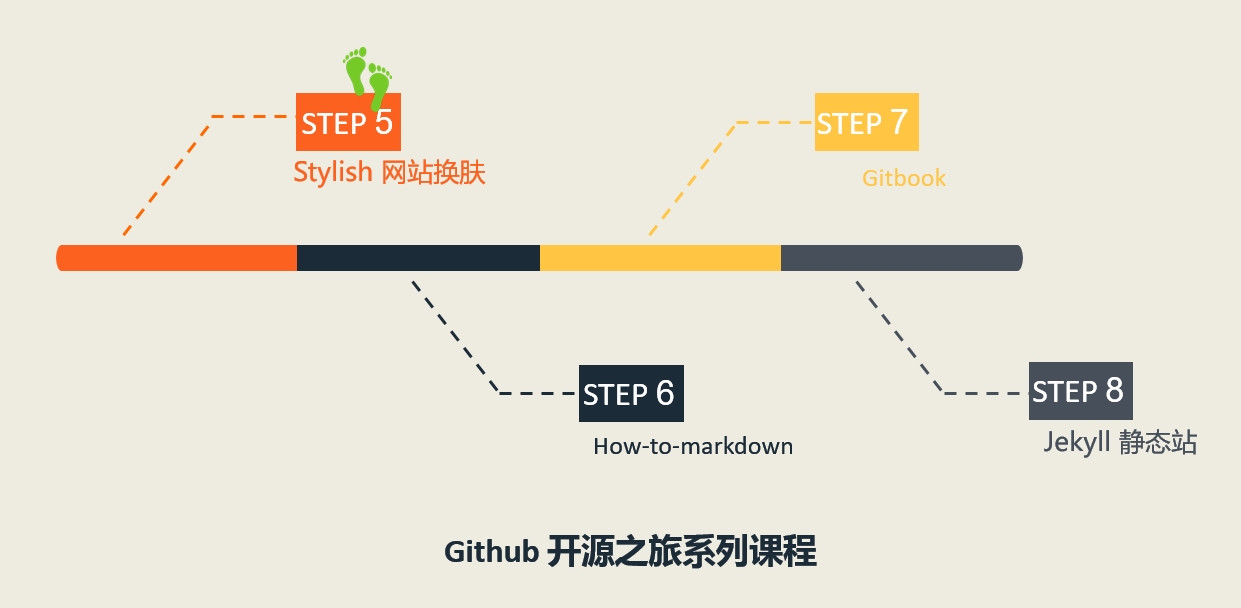 STEP 5
Stylish 网站换肤
STEP 7
Gitbook
STEP 6
How-to-markdown
STEP 8
Jekyll 静态站
Github 开源之旅系列课程